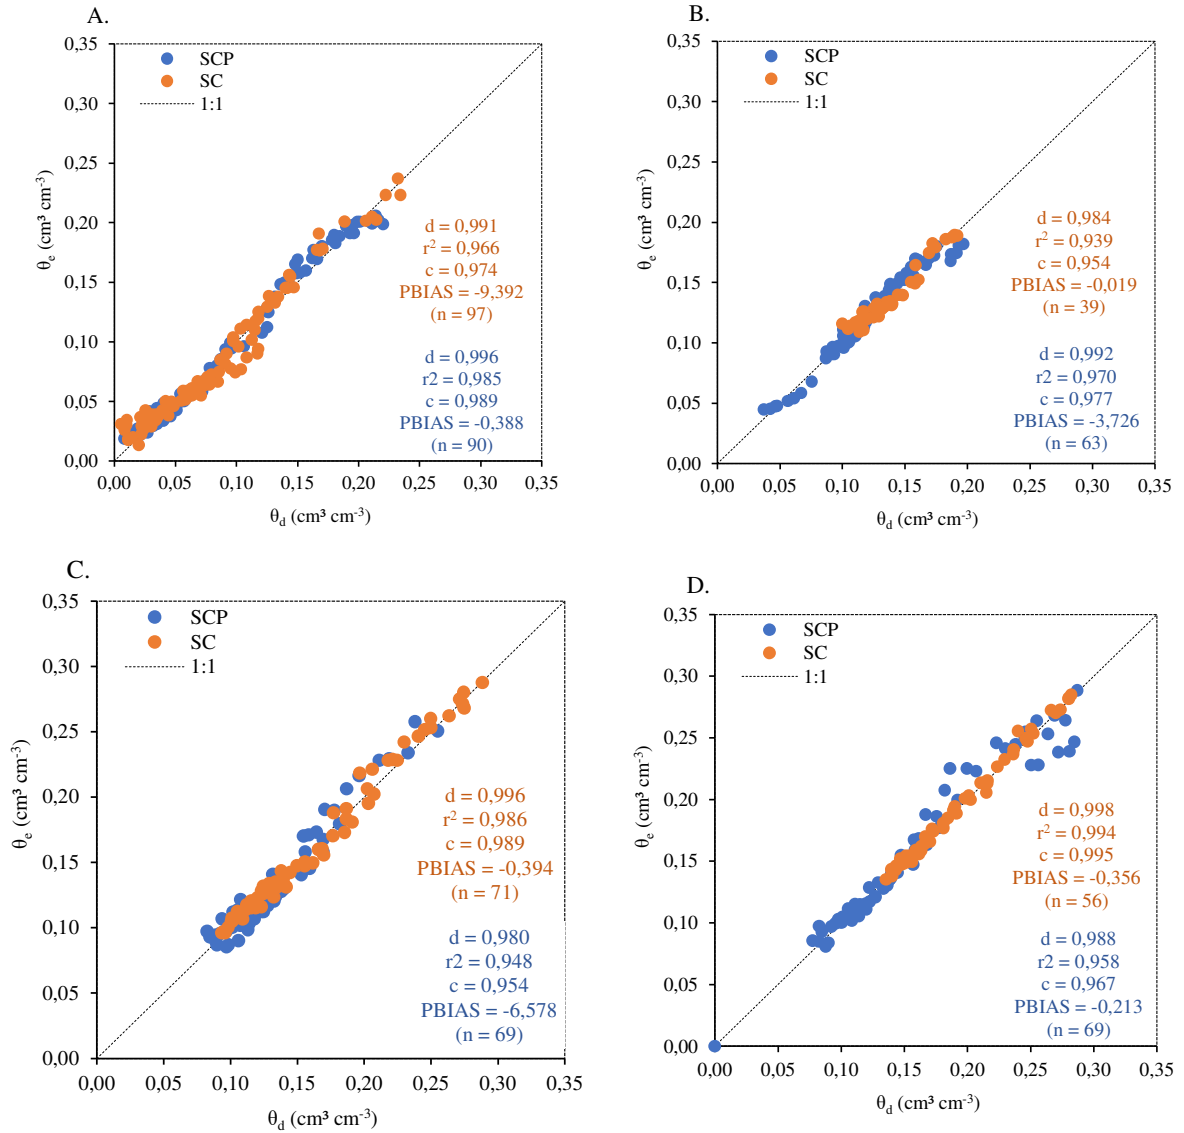 A.
0,35
0,30
0,25
0,20
0,15
0,10
0,05
0,00
θe (cm³ cm-3)
SCP
SC
1:1
d = 0,991
r² = 0,966
c = 0,974
PBIAS = -9,392
(n = 97)
d = 0,996
r2 = 0,985
c = 0,989
PBIAS = -0,388
(n = 90)
0,00 0,05 0,10 0,15 0,20 0,25 0,30 0,35
θd (cm³ cm-3)
B.
0,35
0,30
0,25
0,20
0,15
0,10
0,05
0,00
θe (cm³ cm-3)
SCP
SC
1:1
d = 0,984
r² = 0,939
c = 0,954
PBIAS = -0,019
(n = 39)
d = 0,992
r2 = 0,970
c = 0,977
PBIAS = -3,726
(n = 63)
0,00 0,05 0,10 0,15 0,20 0,25 0,30 0,35
θd (cm³ cm-3)
C.
0,35
0,30
0,25
0,20
0,15
0,10
0,05
0,00
θe (cm³ cm-3)
SCP
SC
1:1
d = 0,996
r² = 0,986
c = 0,989
PBIAS = -0,394
(n = 71)
d = 0,980
r2 = 0,948
c = 0,954
PBIAS = -6,578
(n = 69)
0,00 0,05 0,10 0,15 0,20 0,25 0,30 0,35
θd (cm³ cm-3)
D.
0,35
0,30
0,25
0,20
0,15
0,10
0,05
0,00
θe (cm³ cm-3)
SCP
SC
1:1
d = 0,998
r² = 0,994
c = 0,995
PBIAS = -0,356
(n = 56)
d = 0,988
r2 = 0,958
c = 0,967
PBIAS = -0,213
(n = 69)
0,00 0,05 0,10 0,15 0,20 0,25 0,30 0,35
θd (cm³ cm-3)